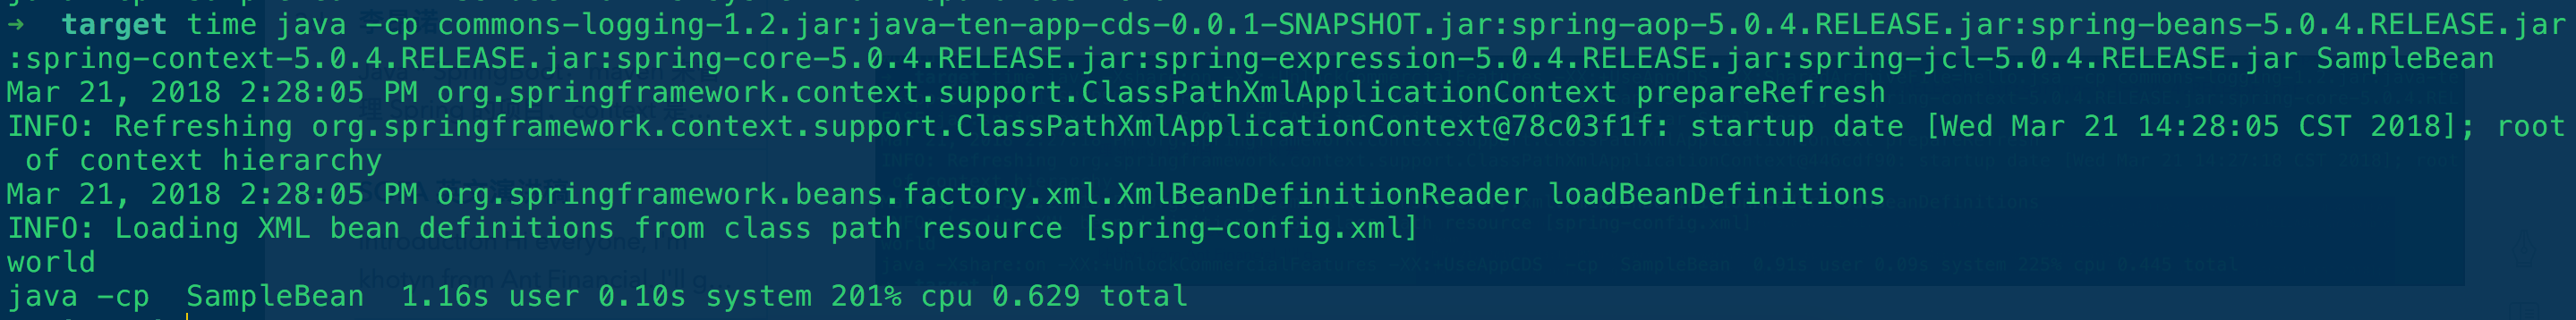 →  target time java -cp commons-logging-1.2.jar:java-ten-app-cds-0.0.1-SNAPSHOT.jar:spring-aop-5.0.4.RELEASE.jar:spring-beans-5.0.4.RELEASE.jar
:spring-context-5.0.4.RELEASE.jar:spring-core-5.0.4.RELEASE.jar:spring-expression-5.0.4.RELEASE.jar:spring-jcl-5.0.4.RELEASE.jar SampleBean
Mar 21, 2018 2:28:05 PM org.springframework.context.support.ClassPathXmlApplicationContext prepareRefresh
INFO: Refreshing org.springframework.context.support.ClassPathXmlApplicationContext@78c03f1f: startup date [Wed Mar 21 14:28:05 CST 2018]; root
 of context hierarchy
Mar 21, 2018 2:28:05 PM org.springframework.beans.factory.xml.XmlBeanDefinitionReader loadBeanDefinitions
INFO: Loading XML bean definitions from class path resource [spring-config.xml]
world
java -cp  SampleBean  1.16s user 0.10s system 201% cpu 0.629 total